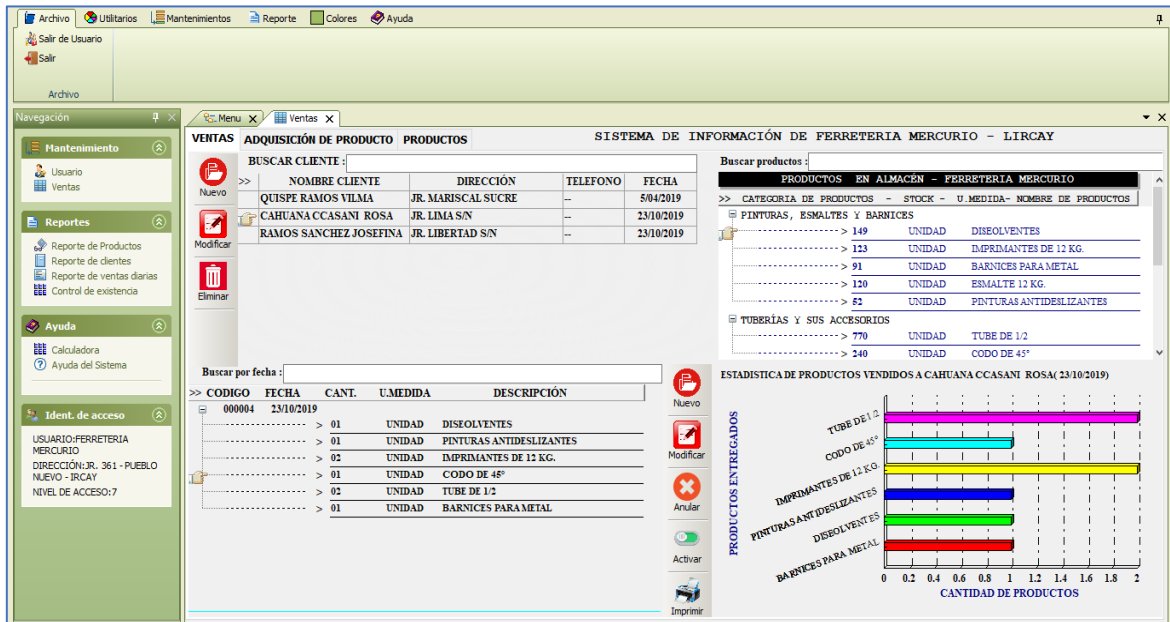 Archivo Utilitarios Mantenimientos Reporte Colores Ayuda
Salir de Usuario
Salir
Archivo
Navegación
Mantenimiento
Usuario
Ventas
Reportes
Reporte de Productos
Reporte de clientes
Reporte de ventas diarias
Control de existencia
Ayuda
Calculadora
Ayuda del Sistema
Ident. de acceso
USUARIO:FERRETERIA
MERCURIO
DIRECCIÓN:JR. 361 - PUEBLO
NUEVO - IRCAY
NIVEL DE ACCESO:7
Menu X Ventas X
VENTAS ADQUISICIÓN DE PRODUCTO PRODUCTOS
SISTEMA DE INFORMACIÓN DE FERRETERIA MERCURIO - LIRCAY
Nuevo
Modificar
Eliminar
BUSCAR CLIENTE :
>> NOMBRE CLIENTE DIRECCIÓN TELEFONO FECHA
QUISPE RAMOS VILMA JR. MARISCAL SUCRE -- 5/04/2019
CAHUANA CCASANI ROSA JR. LIMA S/N -- 23/10/2019
RAMOS SANCHEZ JOSEFINA JR. LIBERTAD S/N -- 23/10/2019
Buscar productos :
PRODUCTOS EN ALMACÉN - FERRETERIA MERCURIO
>> CATEGORIA DE PRODUCTOS - STOCK - U.MEDIDA- NOMBRE DE PRODUCTOS
PINTURAS, ESMALTES Y BARNICES
> 149 UNIDAD DISEOLVENTES
> 123 UNIDAD IMPRIMANTES DE 12 KG.
> 91 UNIDAD BARNICES PARA METAL
> 120 UNIDAD ESMALTE 12 KG.
> 52 UNIDAD PINTURAS ANTIDESLIZANTES
TUBERÍAS Y SUS ACCESORIOS
> 770 UNIDAD TUBE DE 1/2
> 240 UNIDAD CODO DE 45°
Buscar por fecha :
>> CODIGO FECHA CANT. U.MEDIDA DESCRIPCIÓN
000004 23/10/2019
> 01 UNIDAD DISEOLVENTES
> 01 UNIDAD PINTURAS ANTIDESLIZANTES
> 02 UNIDAD IMPRIMANTES DE 12 KG.
> 01 UNIDAD CODO DE 45°
> 02 UNIDAD TUBE DE 1/2
> 01 UNIDAD BARNICES PARA METAL
Nuevo
Modificar
Anular
Activar
Imprimir
ESTADISTICA DE PRODUCTOS VENDIDOS A CAHUANA CCASANI ROSA( 23/10/2019)
PRODUCTOS ENTREGADOS
TUBE DE 1/2
CODO DE 45°
IMPRIMANTES DE 12 KG.
PINTURAS ANTIDESLIZANTES
DISEOLVENTES
BARNICES PARA METAL
0 0.2 0.4 0.6 0.8 1 1.2 1.4 1.6 1.8 2
CANTIDAD DE PRODUCTOS